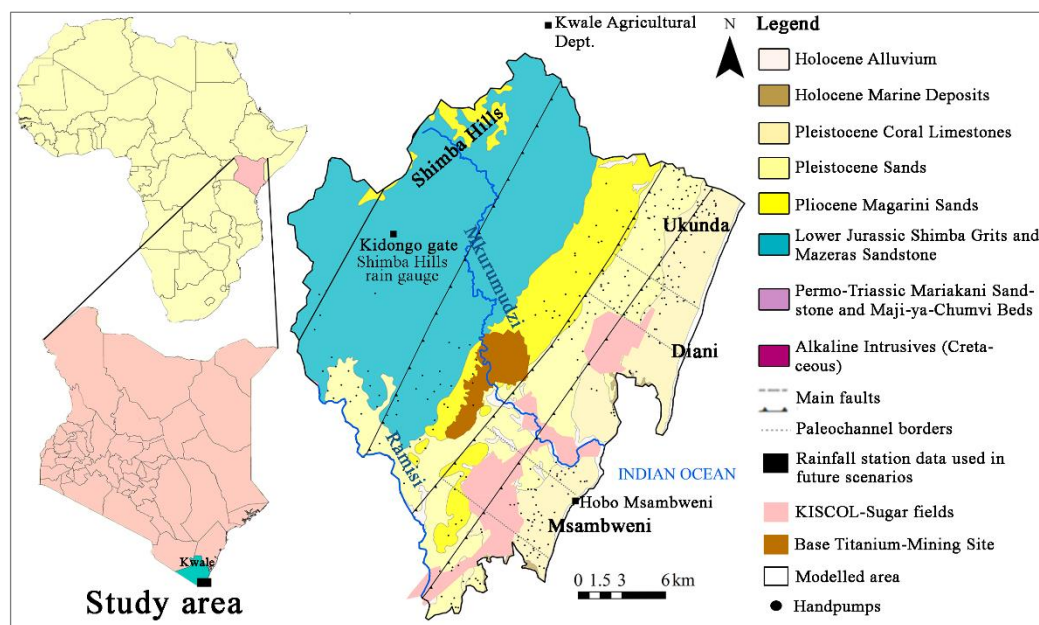 Kwale Agricultural
Dept.
N
Shimba Hills
Kidongo gate
Shimba Hills
rain gauge
Mkurumudzi
Ukunda
Diani
Ramisi
INDIAN OCEAN
Hobo Msambweni
Msambweni
0 1.5 3 6 km
Kwale
Study area
Legend
Holocene Alluvium
Holocene Marine Deposits
Pleistocene Coral Limestones
Pleistocene Sands
Pliocene Magarini Sands
Lower Jurassic Shimba Grits and
Mazeras Sandstone
Permo-Triassic Mariakani Sand-
stone and Maji-ya-Chumvi Beds
Alkaline Intrusives (Creta-
ceous)
Main faults
Paleochannel borders
Rainfall station data used in
future scenarios
KISCOL-Sugar fields
Base Titanium-Mining Site
Modelled area
Handpumps